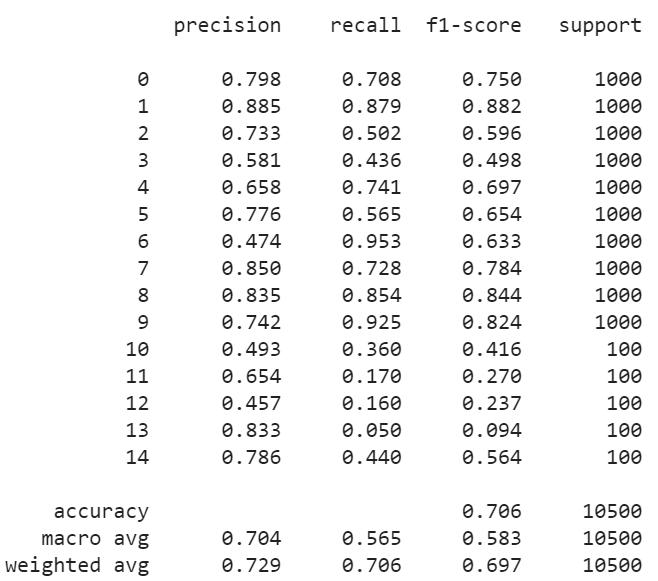 precision recall f1-score support
0 0.798 0.708 0.750 1000
1 0.885 0.879 0.882 1000
2 0.733 0.502 0.596 1000
3 0.581 0.436 0.498 1000
4 0.658 0.741 0.697 1000
5 0.776 0.565 0.654 1000
6 0.474 0.953 0.633 1000
7 0.850 0.728 0.784 1000
8 0.835 0.854 0.844 1000
9 0.742 0.925 0.824 1000
10 0.493 0.360 0.416 100
11 0.654 0.170 0.270 100
12 0.457 0.160 0.237 100
13 0.833 0.050 0.094 100
14 0.786 0.440 0.564 100
accuracy 0.706 10500
macro avg 0.704 0.565 0.583 10500
weighted avg 0.729 0.706 0.697 10500